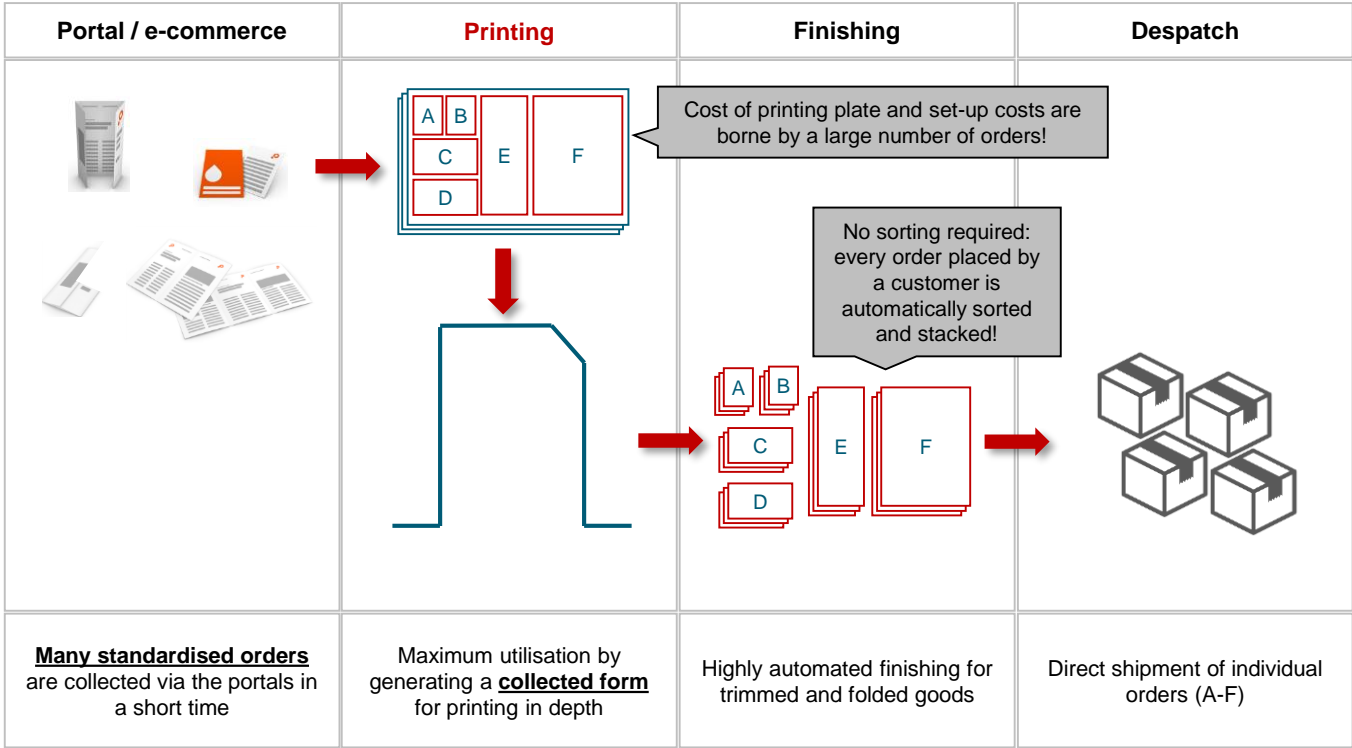 Portal / e-commerce
Printing
Finishing
Despatch
A
B
C
D
E
F
Cost of printing plate and set-up costs are
borne by a large number of orders!
No sorting required:
every order placed by
a customer is
automatically sorted
and stacked!
A
B
C
D
E
F
Many standardised orders
are collected via the portals in
a short time
Maximum utilisation by
generating a collected form
for printing in depth
Highly automated finishing for
trimmed and folded goods
Direct shipment of individual
orders (A-F)